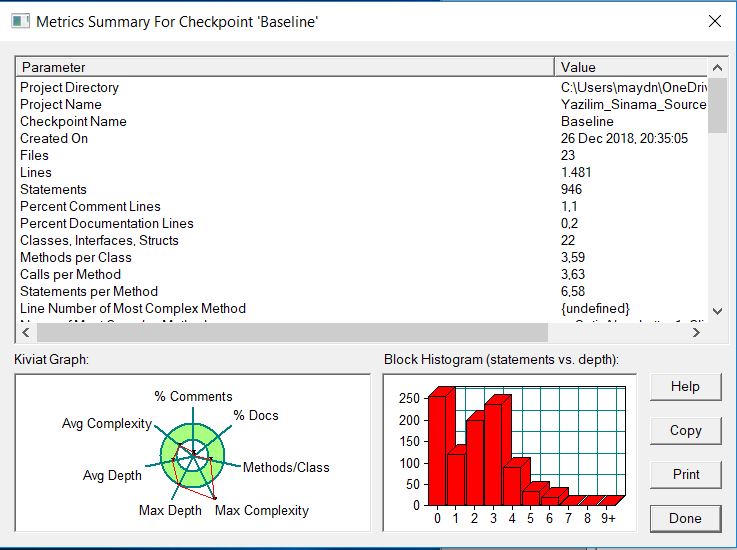 Metrics Summary For Checkpoint 'Baseline'
Parameter Value
Project Directory C:\Users\maydn\OneDriv
Project Name Yazilim_Sinama_Source
Checkpoint Name Baseline
Created On 26 Dec 2018, 20:35:05
Files 23
Lines 1.481
Statements 946
Percent Comment Lines 1,1
Percent Documentation Lines 0,2
Classes, Interfaces, Structs 22
Methods per Class 3,59
Calls per Method 3,63
Statements per Method 6,58
Line Number of Most Complex Method {undefined}
Kiviat Graph:
% Comments
% Docs
Avg Complexity
Methods/Class
Avg Depth
Max Depth
Max Complexity
Block Histogram (statements vs. depth):
250
200
150
100
50
0
0 1 2 3 4 5 6 7 8 9+
Help
Copy
Print
Done